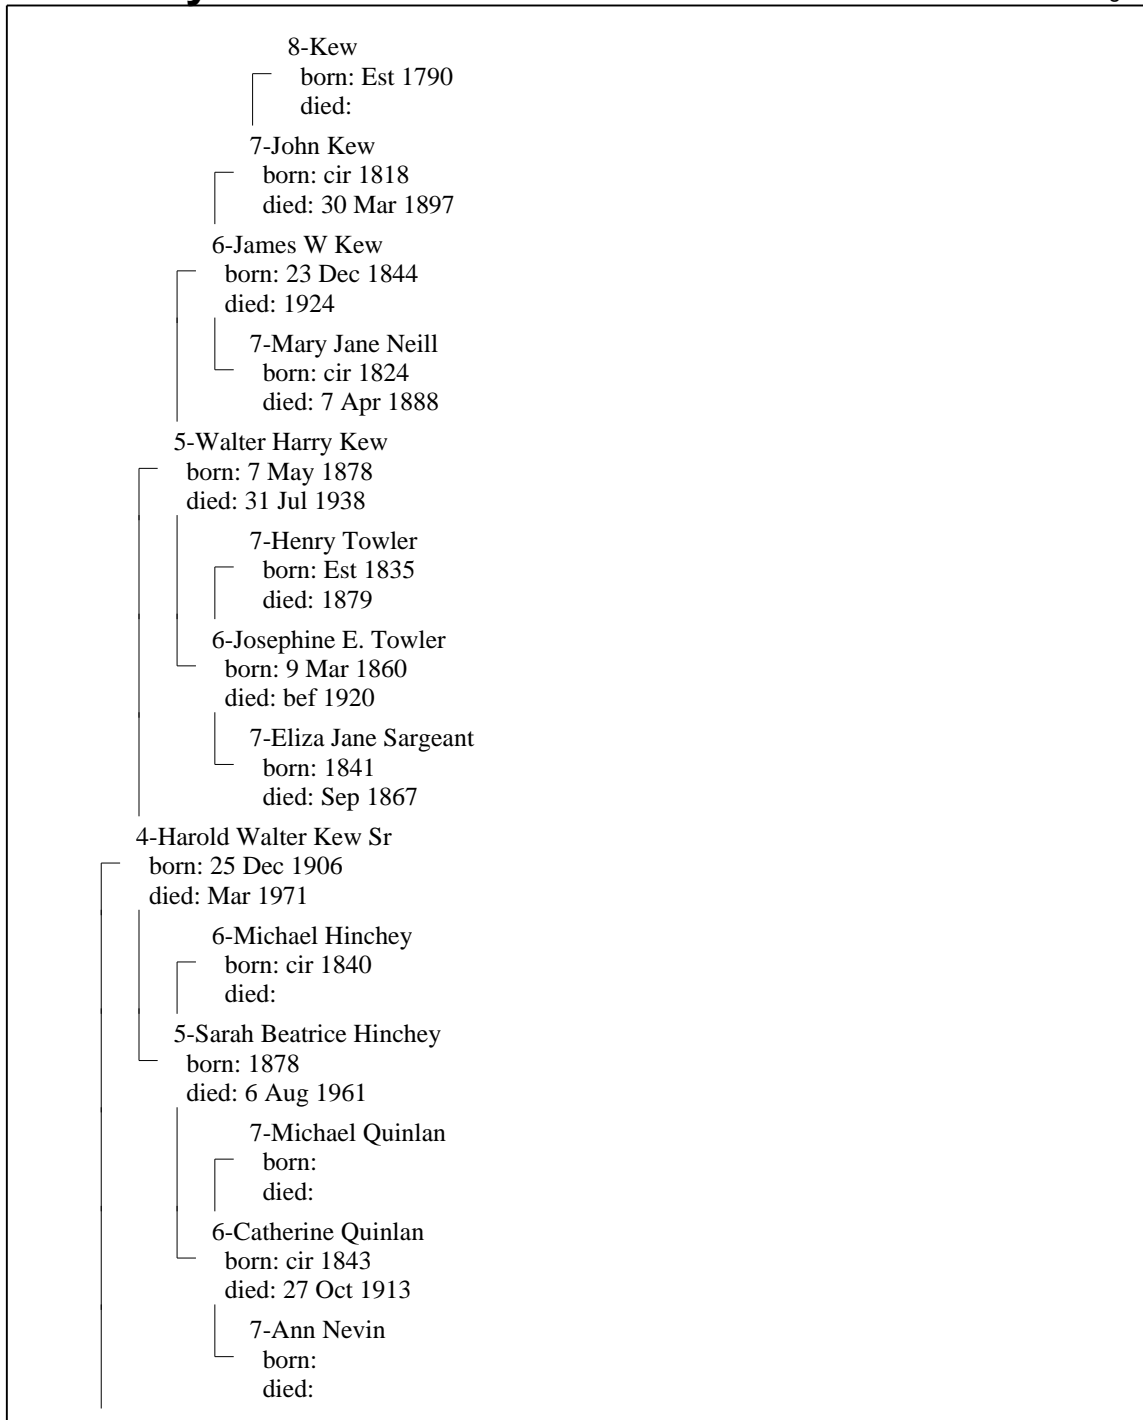 8-Kew
born: Est 1790
died:
7-John Kew
born: cir 1818
died: 30 Mar 1897
6-James W Kew
born: 23 Dec 1844
died: 1924
7-Mary Jane Neill
born: cir 1824
died: 7 Apr 1888
5-Walter Harry Kew
born: 7 May 1878
died: 31 Jul 1938
7-Henry Towler
born: Est 1835
died: 1879
6-Josephine E. Towler
born: 9 Mar 1860
died: bef 1920
7-Eliza Jane Sargeant
born: 1841
died: Sep 1867
4-Harold Walter Kew Sr
born: 25 Dec 1906
died: Mar 1971
6-Michael Hinchey
born: cir 1840
died:
5-Sarah Beatrice Hinchey
born: 1878
died: 6 Aug 1961
7-Michael Quinlan
born:
died:
6-Catherine Quinlan
born: cir 1843
died: 27 Oct 1913
7-Ann Nevin
born:
died: